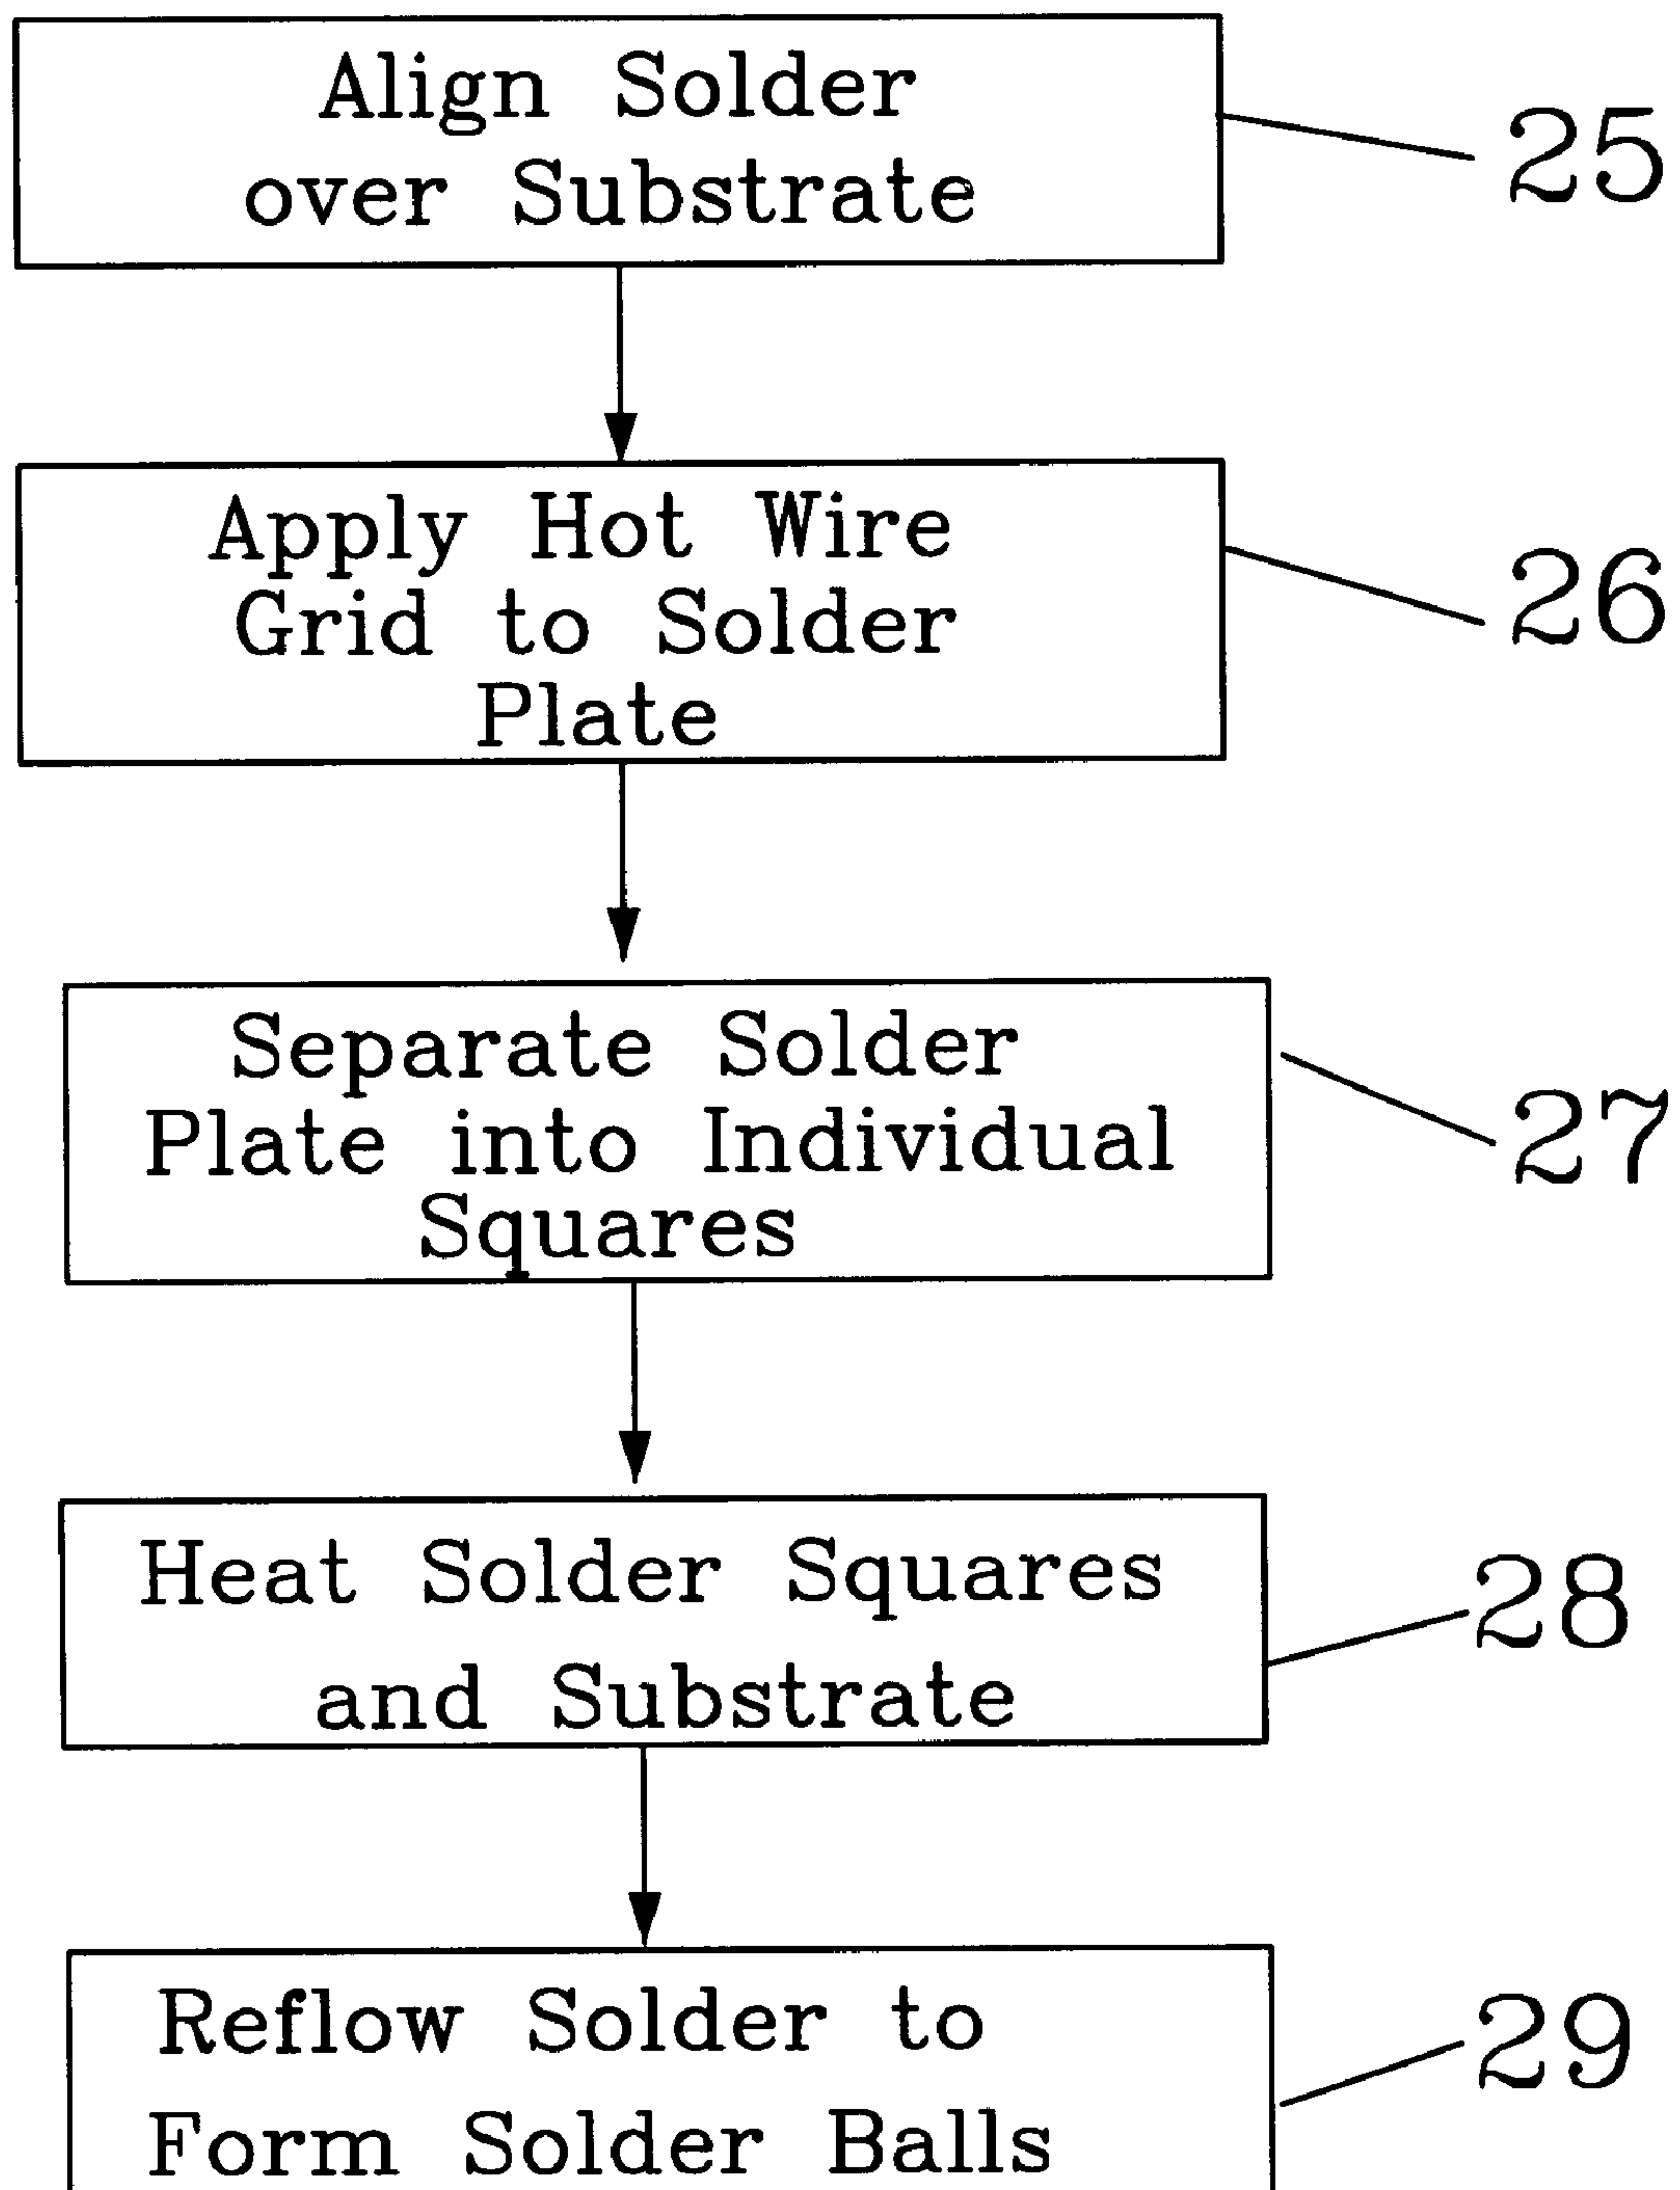 Align Solder
over Substrate
25
Apply Hot Wire
Grid to Solder
Plate
26
Separate Solder
Plate into Individual
Squares
27
Heat Solder Squares
and Substrate
28
Reflow Solder to
Form Solder Balls
29